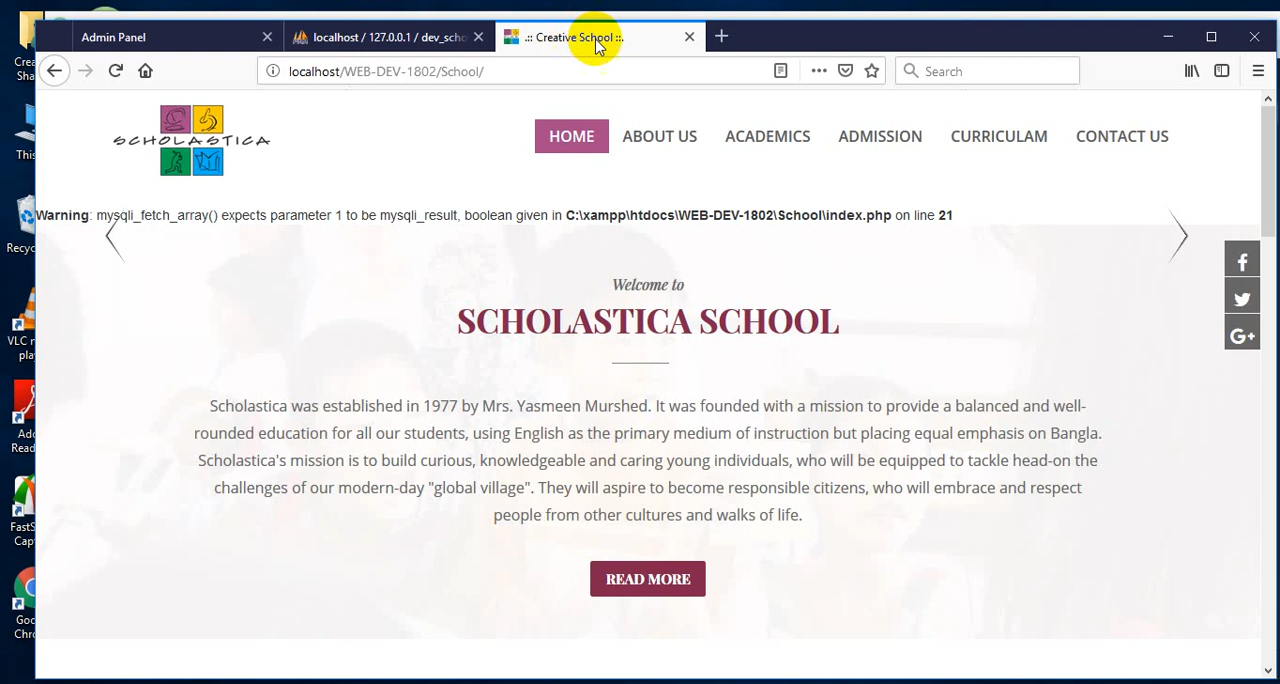 Admin Panel
localhost / 127.0.0.1 / dev_scho
.:: Creative School ::.
localhost/WEB-DEV-1802/School/
Search
SCHOLASTICA
HOME ABOUT US ACADEMICS ADMISSION CURRICULAM CONTACT US
Warning: mysqli_fetch_array() expects parameter 1 to be mysqli_result, boolean given in C:\xampp\htdocs\WEB-DEV-1802\School\index.php on line 21
Welcome to
SCHOLASTICA SCHOOL
Scholastica was established in 1977 by Mrs. Yasmeen Murshed. It was founded with a mission to provide a balanced and well-
rounded education for all our students, using English as the primary medium of instruction but placing equal emphasis on Bangla.
Scholastica's mission is to build curious, knowledgeable and caring young individuals, who will be equipped to tackle head-on the
challenges of our modern-day "global village". They will aspire to become responsible citizens, who will embrace and respect
people from other cultures and walks of life.
READ MORE
G+
Crea
Sha
This
Recyc
VLC m
play
Ado
Read
FastS
Cap
Goo
Chro